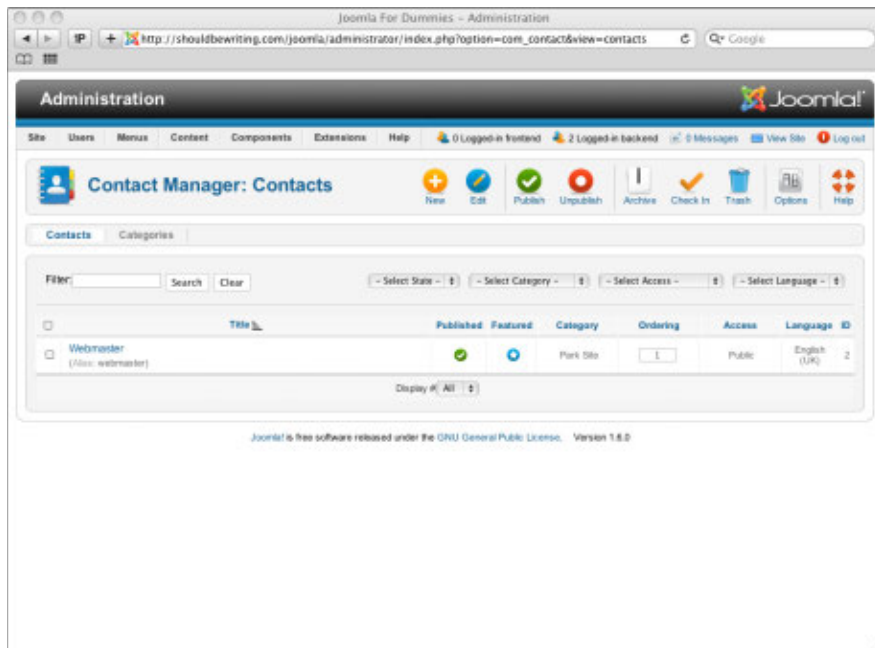 Joomla For Dummies - Administration
http://shouldbewriting.com/joomla/administrator/index.php?option=com_contact&view=contacts Google
Administration Joomla!
Site Users Menus Content Components Extensions Help 0 Logged-in frontend 2 Logged-in backend 0 Messages View Site Log out
Contact Manager: Contacts New Edit Publish Unpublish Archive Check In Trash Options Help
Contacts Categories
Filter: Search Clear - Select State - - Select Category - - Select Access - - Select Language -
Title Published Featured Category Ordering Access Language ID
Webmaster Park Site 1 Public English (UK) 2
(Alias: webmaster)
Display # All
Joomla! is free software released under the GNU General Public License. Version 1.6.0